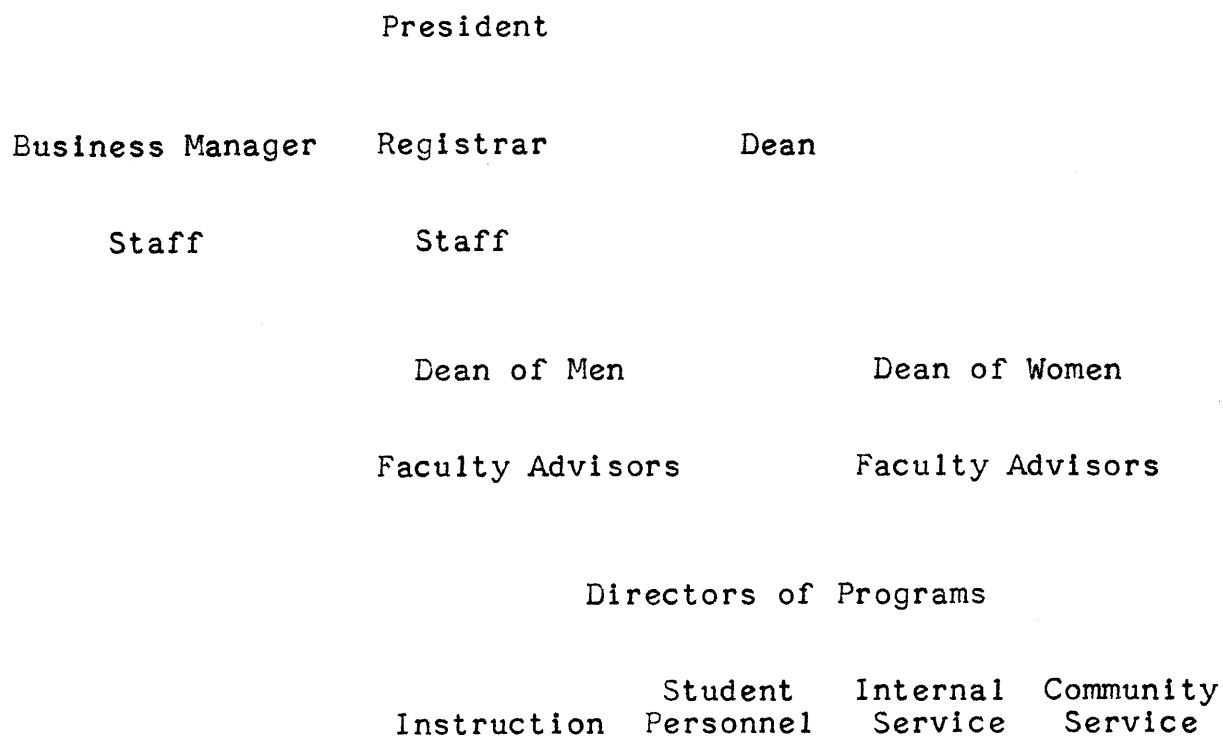 President
Business Manager Registrar Dean
Staff Staff
Dean of Men Dean of Women
Faculty Advisors Faculty Advisors
Directors of Programs
Student Internal Community
Instruction Personnel Service Service